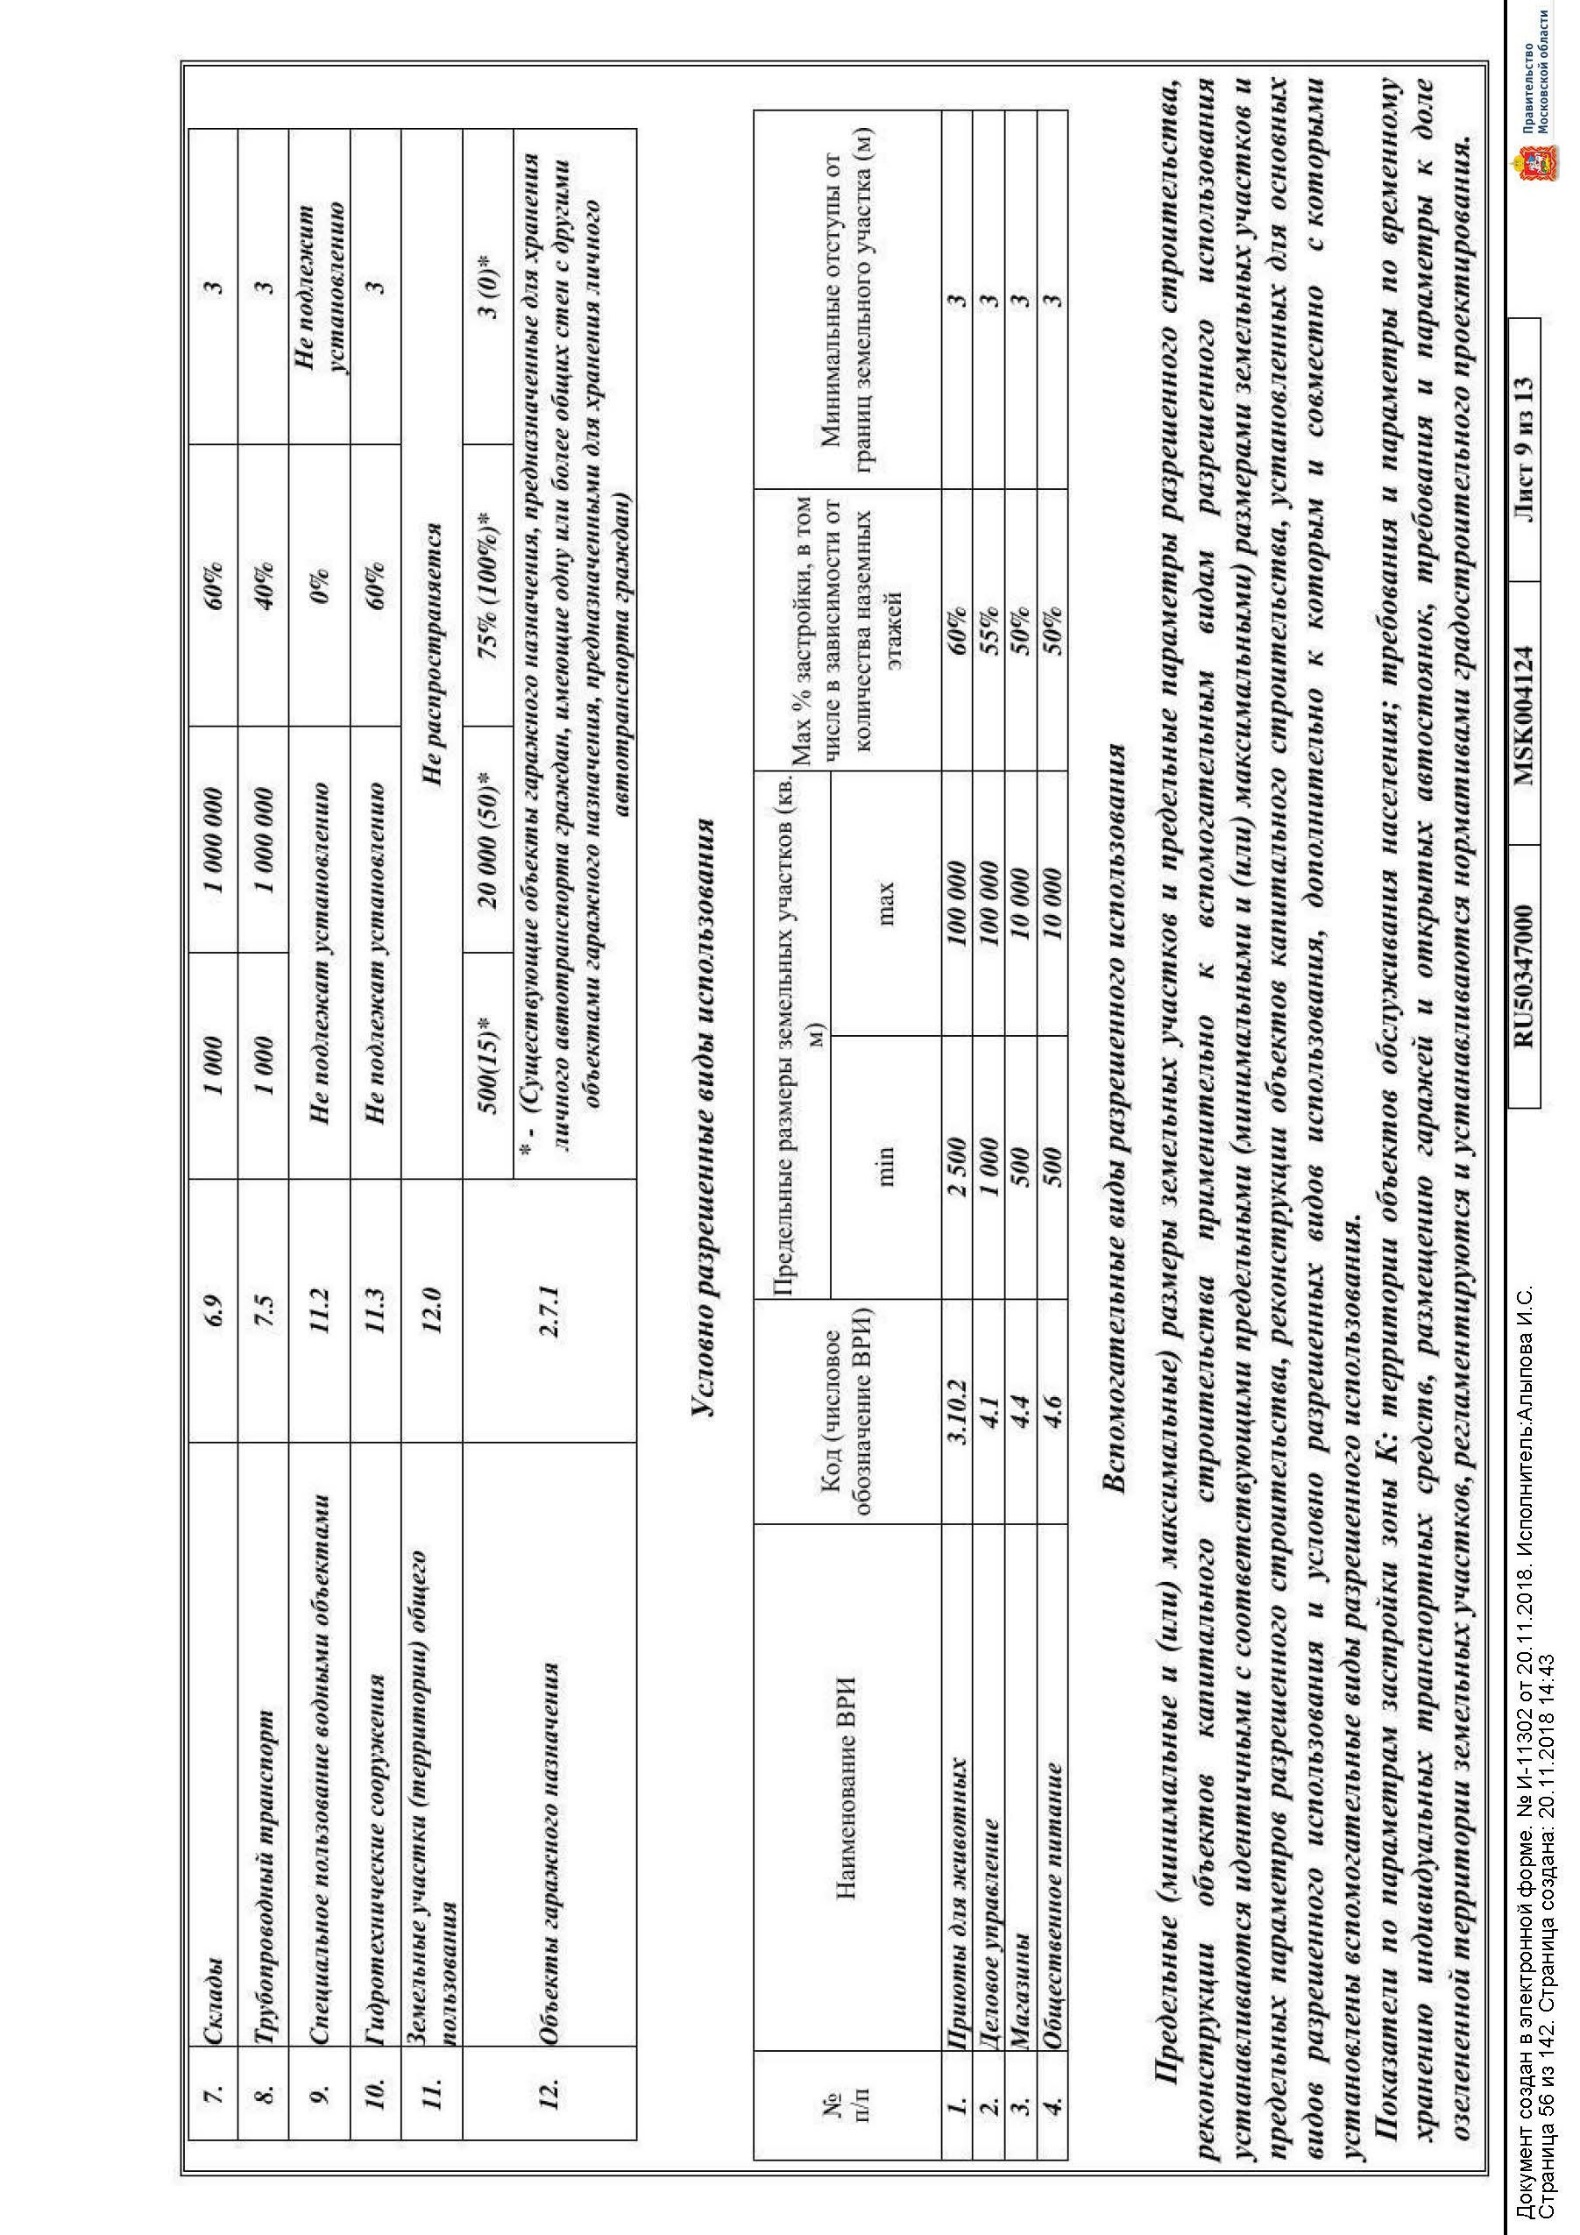 7. Склады 6.9 1 000 1 000 000 60% 3
8. Трубопроводный транспорт 7.5 1 000 1 000 000 40% 3
9. Специальное пользование водными объектами 11.2 Не подлежат установлению 0% Не подлежит
установлению
10. Гидротехнические сооружения 11.3 Не подлежат установлению 60% 3
11. Земельные участки (территории) общего
пользования
12.0 Не распространяется
12. Объекты гаражного назначения 2.7.1 500(15)* 20 000 (50)* 75% (100%)* 3 (0)*
* - (Существующие объекты гаражного назначения, предназначенные для хранения
личного автотранспорта граждан, имеющие одну или более общих стен с другими
объектами гаражного назначения, предназначенными для хранения личного
автотранспорта граждан)
Условно разрешенные виды использования
№
п/п
Наименование ВРИ
Код (числовое
обозначение ВРИ)
Предельные размеры земельных участков (кв.
м)
min max
Max % застройки, в том
числе в зависимости от
количества наземных
этажей
Минимальные отступы от
границ земельного участка (м)
1. Приюты для животных 3.10.2 2 500 100 000 60% 3
2. Деловое управление 4.1 1 000 100 000 55% 3
3. Магазины 4.4 500 10 000 50% 3
4. Общественное питание 4.6 500 10 000 50% 3
Вспомогательные виды разрешенного использования
Предельные (минимальные и (или) максимальные) размеры земельных участков и предельные параметры разрешенного строительства,
реконструкции объектов капитального строительства применительно к вспомогательным видам разрешенного использования
устанавливаются идентичными с соответствующими предельными (минимальными и (или) максимальными) размерами земельных участков и
предельных параметров разрешенного строительства, реконструкции объектов капитального строительства, установленных для основных
видов разрешенного использования и условно разрешенных видов использования, дополнительно к которым и совместно с которыми
установлены вспомогательные виды разрешенного использования.
Показатели по параметрам застройки зоны К: территории объектов обслуживания населения; требования и параметры по временному
хранению индивидуальных транспортных средств, размещению гаражей и открытых автостоянок, требования и параметры к доле
озелененной территории земельных участков, регламентируются и устанавливаются нормативами градостроительного проектирования.
RU50347000 MSK004124 Лист 9 из 13
Документ создан в электронной форме. № И-11302 от 20.11.2018. Исполнитель:Алыпова И.С.
Страница 56 из 142. Страница создана: 20.11.2018 14:43
Правительство
Московской области